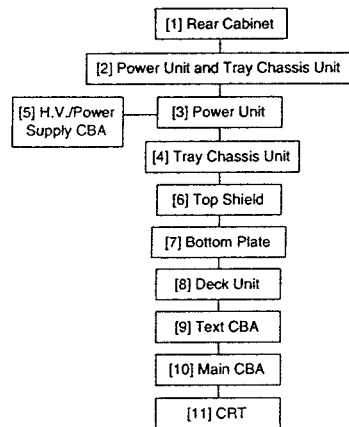 [1] Rear Cabinet
[2] Power Unit and Tray Chassis Unit
[5] H.V./Power
Supply CBA
[3] Power Unit
[4] Tray Chassis Unit
[6] Top Shield
[7] Bottom Plate
[8] Deck Unit
[9] Text CBA
[10] Main CBA
[11] CRT